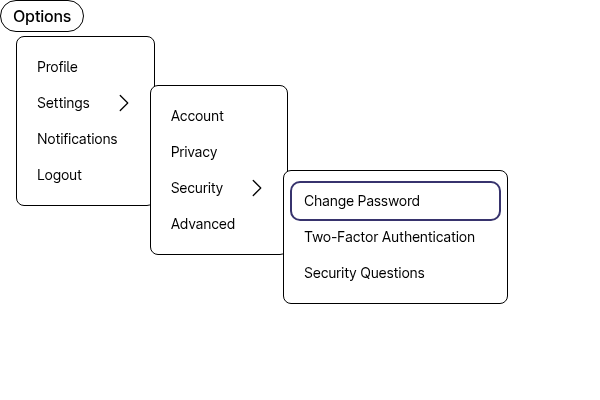 Options
Profile
Settings
Notifications
Logout
Account
Privacy
Security
Advanced
Change Password
Two-Factor Authentication
Security Questions